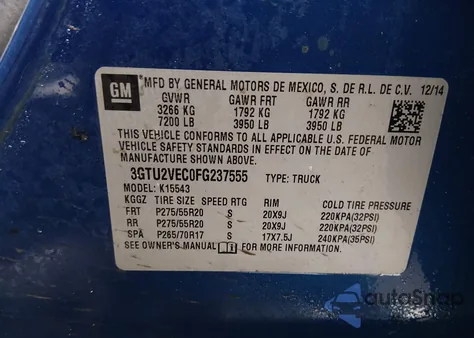 GM
MFD BY GENERAL MOTORS DE MEXICO, S. DE R.L. DE C.V. 12/14
GVWR GAWR FRT GAWR RR
3266 KG 1792 KG 1792 KG
7200 LB 3950 LB 3950 LB
THIS VEHICLE CONFORMS TO ALL APPLICABLE U.S. FEDERAL MOTOR
VEHICLE SAFETY STANDARDS IN EFFECT ON THE DATE OF
MANUFACTURE SHOWN ABOVE.
3GTU2VEC0FG237555 TYPE: TRUCK
MODEL: K15543
KGGZ TIRE SIZE SPEED RTG RIM COLD TIRE PRESSURE
FRT P275/55R20 S 20X9J 220KPA(32PSI)
RR P275/55R20 S 20X9J 220KPA(32PSI)
SPA P265/70R17 S 17X7.5J 240KPA(35PSI)
SEE OWNER'S MANUAL FOR MORE INFORMATION.
autoSnap